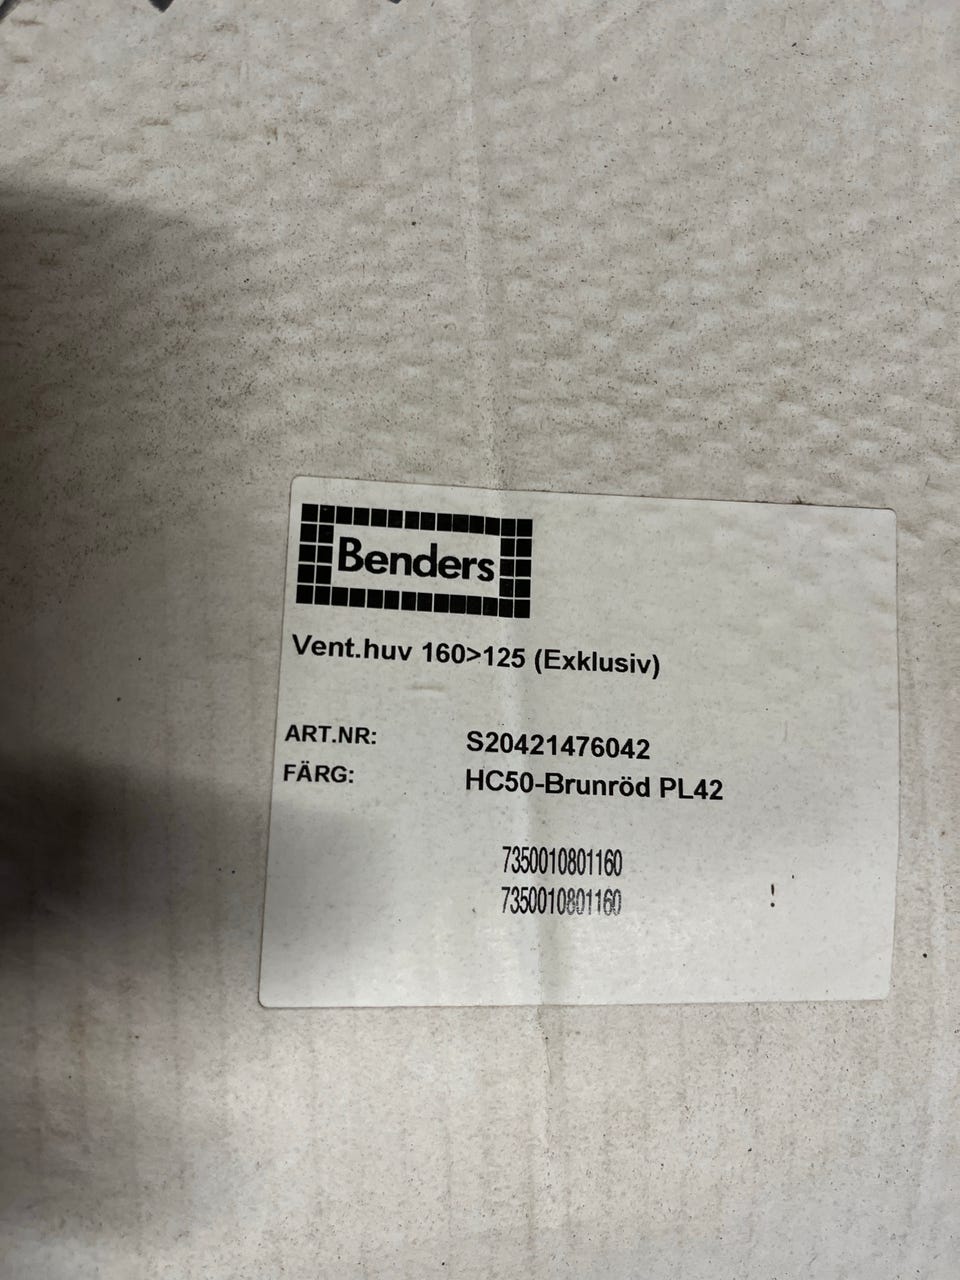 Benders
Vent.huv 160>125 (Exklusiv)
ART.NR: S20421476042
FÄRG: HC50-Brunröd PL42
7350010801160
7350010801160
!